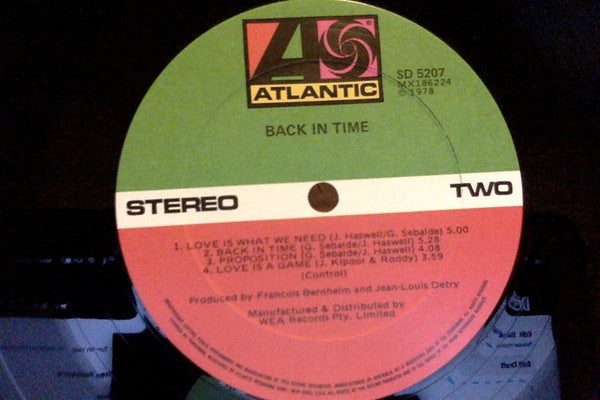 ATLANTIC
SD 5207
MX186224
℗ 1978
BACK IN TIME
STEREO
TWO
1. LOVE IS WHAT WE NEED (J. Haswell/G. Sebalde) 5.00
2. BACK IN TIME (G. Sebalde/J. Haswell) 5.28
3. PROPOSITION (G. Sebalde/J. Haswell) 4.08
4. LOVE IS A GAME (J. Kipoor & Roddy) 3.59
(Control)
Produced by Francois Bernheim and Jean-Louis Detry
Manufactured & Distributed by
WEA Records Pty. Limited
Edit Draft